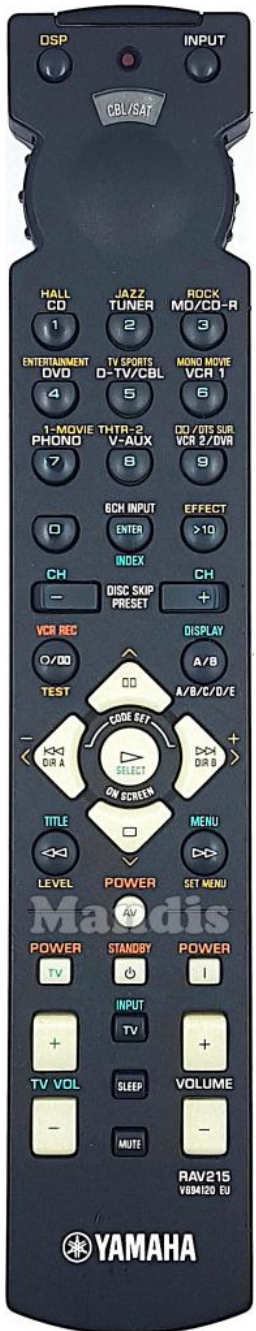 DSP INPUT
CBL/SAT
HALL JAZZ ROCK
CD TUNER MD/CD-R
1 2 3
ENTERTAINMENT TV SPORTS MONO MOVIE
DVD D-TV/CBL VCR 1
4 5 6
1-MOVIE THTR-2 /DTS SUR.
PHONO V-AUX VCR 2/DVR
7 8 9
6CH INPUT EFFECT
0 ENTER >10
INDEX
CH CH
- DISC SKIP +
PRESET
VCR REC DISPLAY
A/B
TEST A/B/C/D/E
CODE SET
- +
DIR A SELECT DIR B
ON SCREEN
TITLE MENU
LEVEL POWER SET MENU
AV
Mandis
POWER STANDBY POWER
TV I
INPUT
+ TV +
TV VOL SLEEP VOLUME
- MUTE -
RAV215
V694120 EU
YAMAHA